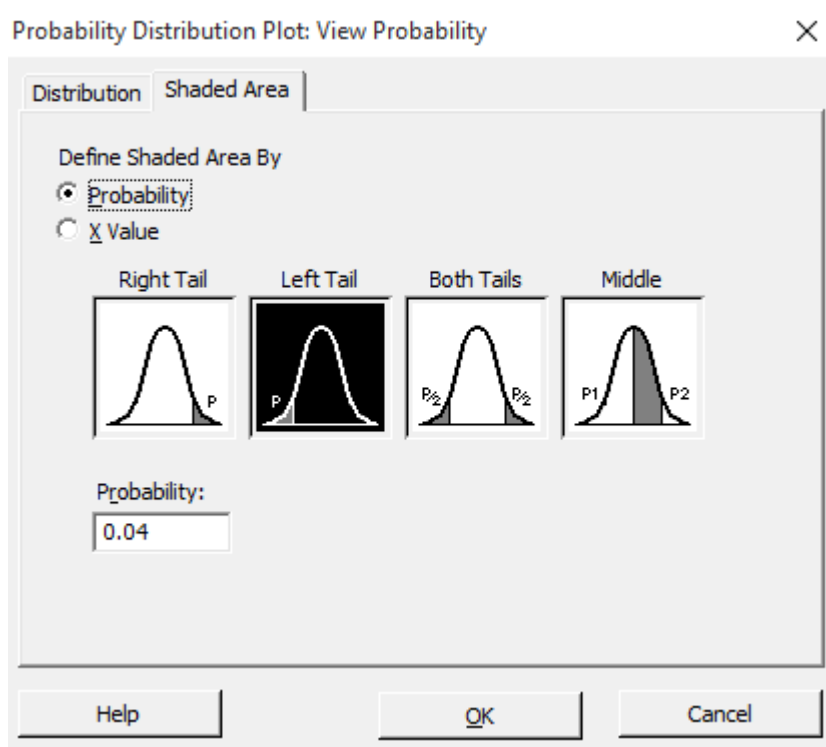 Probability Distribution Plot: View Probability
Distribution Shaded Area
Define Shaded Area By
Probability
X Value
Right Tail Left Tail Both Tails Middle
P P P/2 P/2 P1 P2
Probability:
0.04
Help OK Cancel